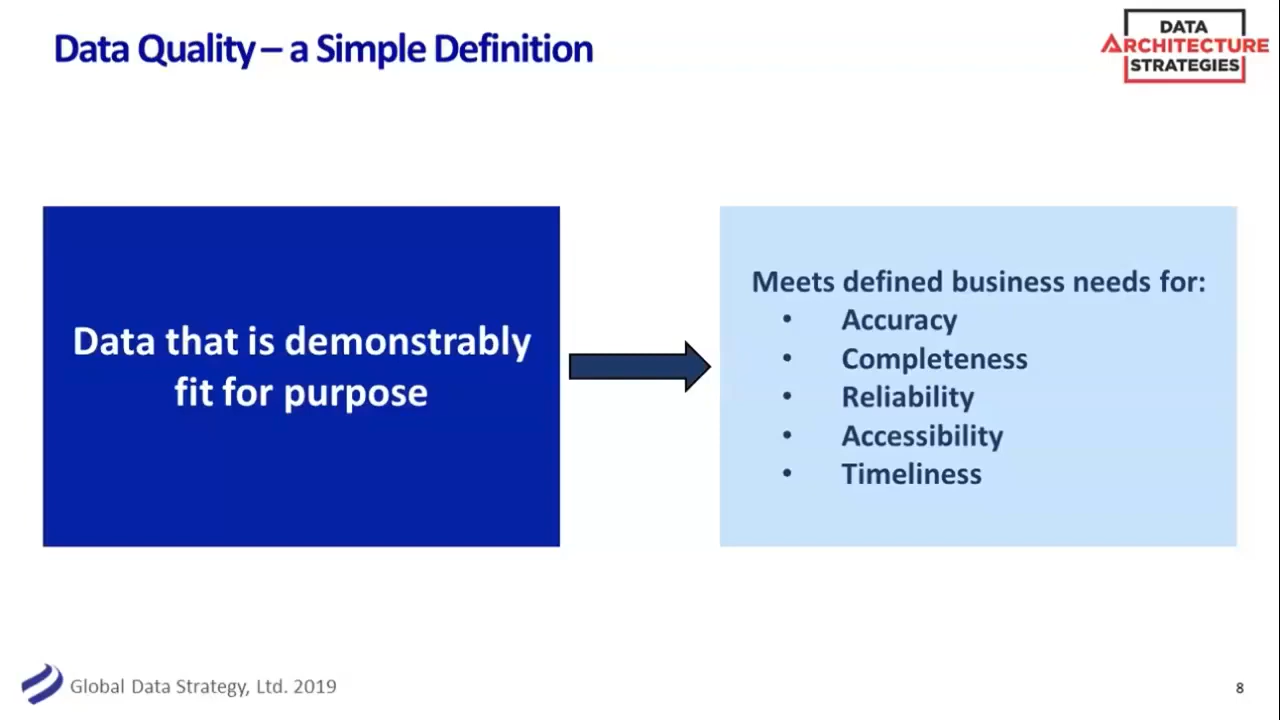 Data Quality – a Simple Definition
DATA
ARCHITECTURE
STRATEGIES
Data that is demonstrably
fit for purpose
Meets defined business needs for:
• Accuracy
• Completeness
• Reliability
• Accessibility
• Timeliness
Global Data Strategy, Ltd. 2019
8